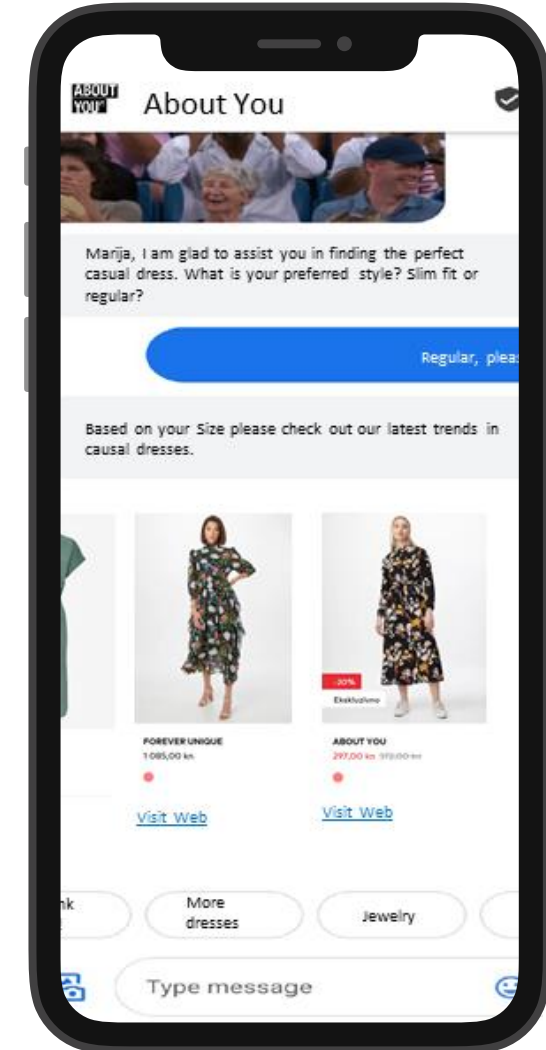 ABOUT
YOU
About You
Marija, I am glad to assist you in finding the perfect
casual dress. What is your preferred style? Slim fit or
regular?
Regular, pleas
Based on your Size please check out our latest trends in
causal dresses.
FOREVER UNIQUE
1 085,00 kn
-30%
Ekskluzivno
ABOUT YOU
297,00 kn
Visit Web
Visit Web
nk
More
dresses
Jewelry
Type message